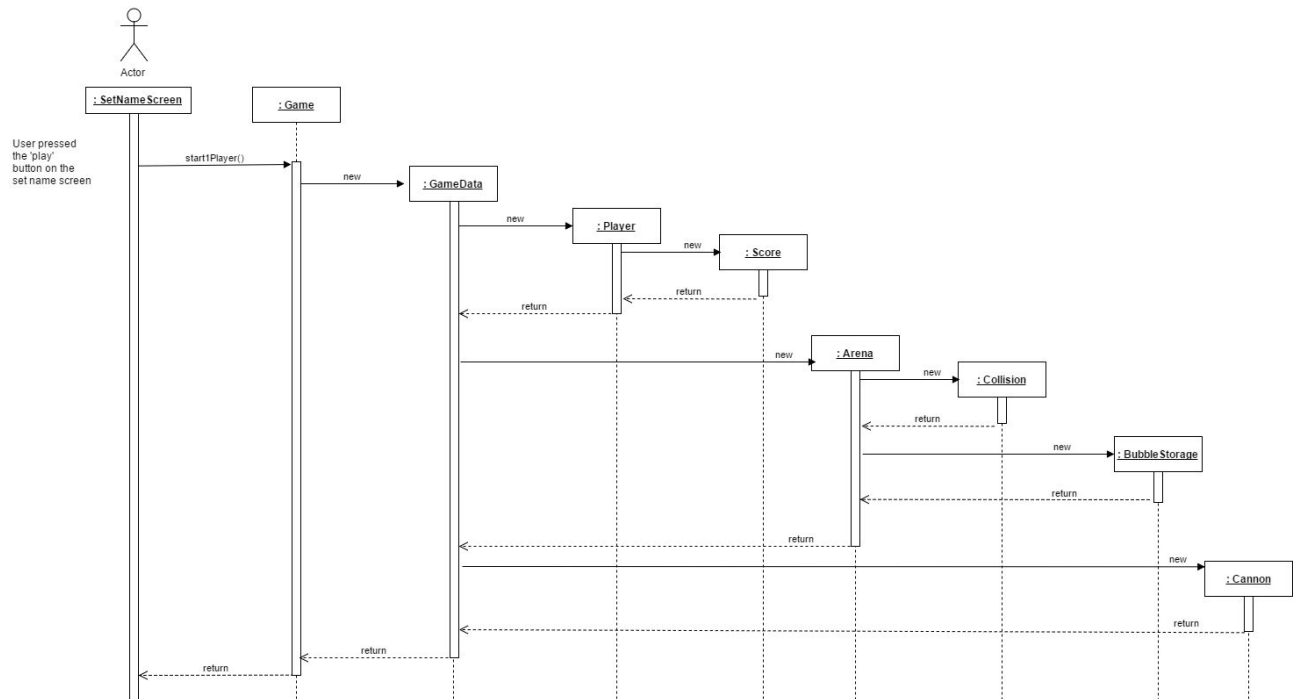 Actor
: SetNameScreen
: Game
User pressed
the 'play'
button on the
set name screen
start1Player()
new
: GameData
new
: Player
new
: Score
return
return
new
: Arena
new
: Collision
return
new
: BubbleStorage
return
return
new
: Cannon
return
return
return